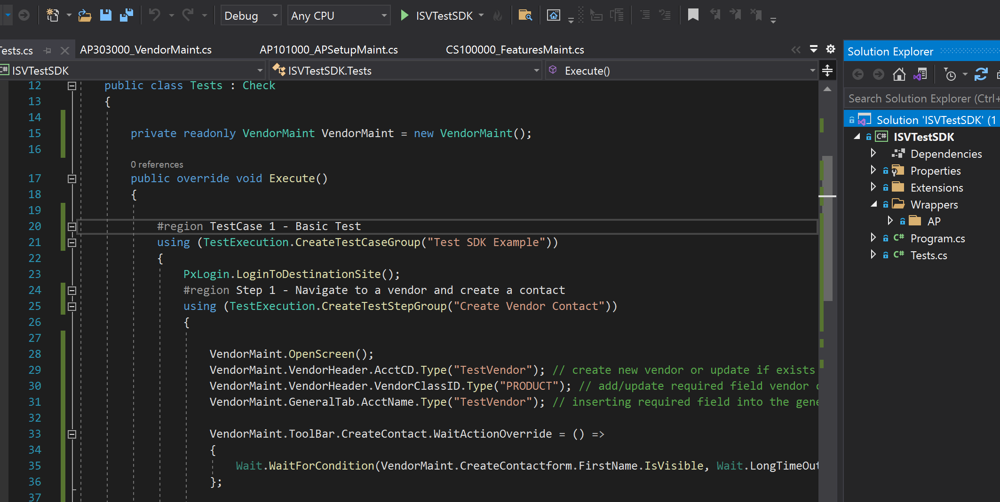 Debug Any CPU ISVTestSDK
Tests.cs AP303000_VendorMaint.cs AP101000_APSetupMaint.cs CS100000_FeaturesMaint.cs
C# ISVTestSDK ISVTestSDK.Tests Execute()
12 public class Tests : Check
13 {
14
15 private readonly VendorMaint VendorMaint = new VendorMaint();
16
0 references
17 public override void Execute()
18 {
19
20 #region TestCase 1 - Basic Test
21 using (TestExecution.CreateTestCaseGroup("Test SDK Example"))
22 {
23 PxLogin.LoginToDestinationSite();
24 #region Step 1 - Navigate to a vendor and create a contact
25 using (TestExecution.CreateTestStepGroup("Create Vendor Contact"))
26 {
27
28 VendorMaint.OpenScreen();
29 VendorMaint.VendorHeader.AcctCD.Type("TestVendor"); // create new vendor or update if exists
30 VendorMaint.VendorHeader.VendorClassID.Type("PRODUCT"); // add/update required field vendor
31 VendorMaint.GeneralTab.AcctName.Type("TestVendor"); // inserting required field into the gene
32
33 VendorMaint.ToolBar.CreateContact.WaitActionOverride = () =>
34 {
35 Wait.WaitForCondition(VendorMaint.CreateContactform.FirstName.IsVisible, Wait.LongTimeOut
36 };
37
Solution Explorer
Search Solution Explorer (Ctrl+
Solution 'ISVTestSDK' (1
C# ISVTestSDK
Dependencies
Properties
Extensions
Wrappers
AP
C# Program.cs
C# Tests.cs